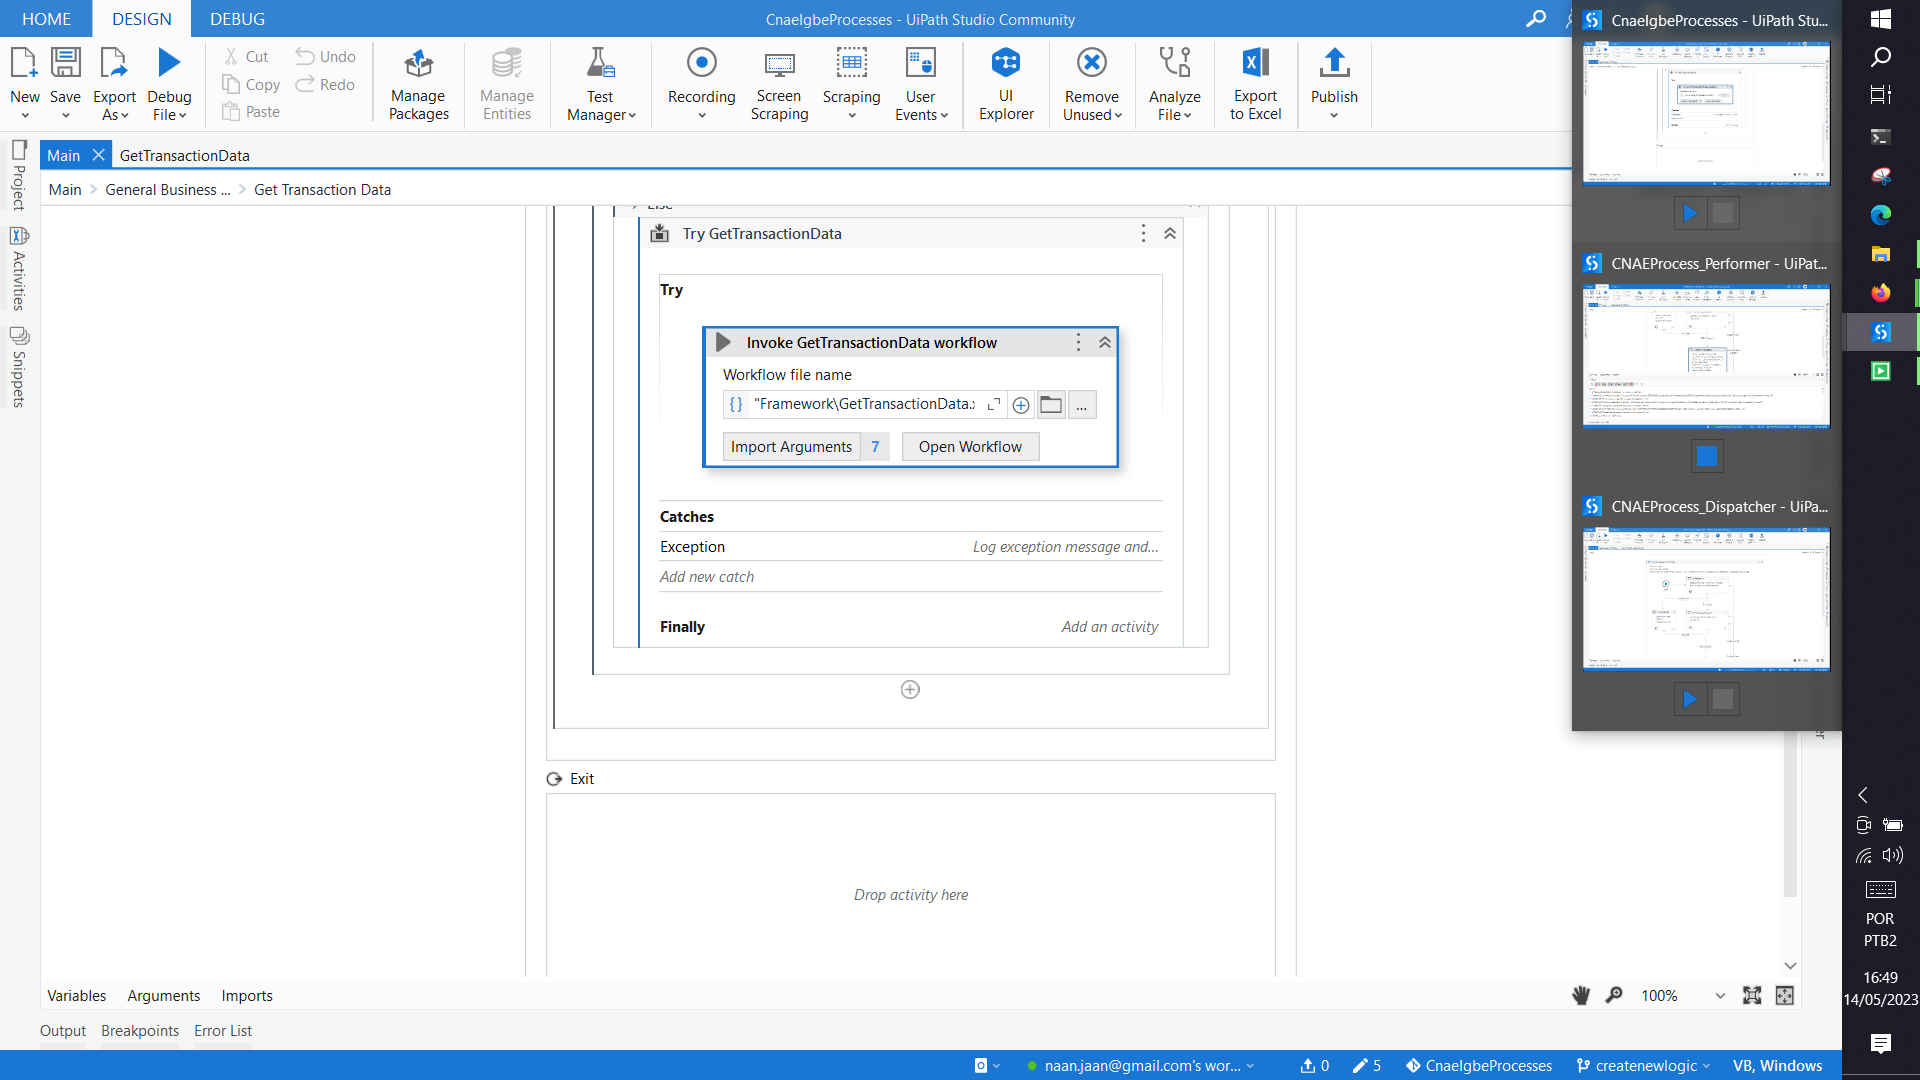 HOME
DESIGN
DEBUG
CnaeIgbeProcesses - UiPath Studio Community
New
Save
Export As
Debug File
Cut
Copy
Paste
Undo
Redo
Manage Packages
Manage Entities
Test Manager
Recording
Screen Scraping
Scraping
User Events
UI Explorer
Remove Unused
Analyze File
Export to Excel
Publish
Project
Activities
Snippets
Main
GetTransactionData
Main > General Business ... > Get Transaction Data
Else
Try GetTransactionData
Try
Invoke GetTransactionData workflow
Workflow file name
"Framework\GetTransactionData.x
...
Import Arguments 7
Open Workflow
Catches
Exception
Log exception message and...
Add new catch
Finally
Add an activity
Exit
Drop activity here
Variables
Arguments
Imports
100%
Output
Breakpoints
Error List
naan.jaan@gmail.com's wor...
0
5
CnaeIgbeProcesses
createnewlogic
VB, Windows
CnaeIgbeProcesses - UiPath Stu...
CNAEProcess_Performer - UiPat...
CNAEProcess_Dispatcher - UiPa...
POR
PTB2
16:49
14/05/2023